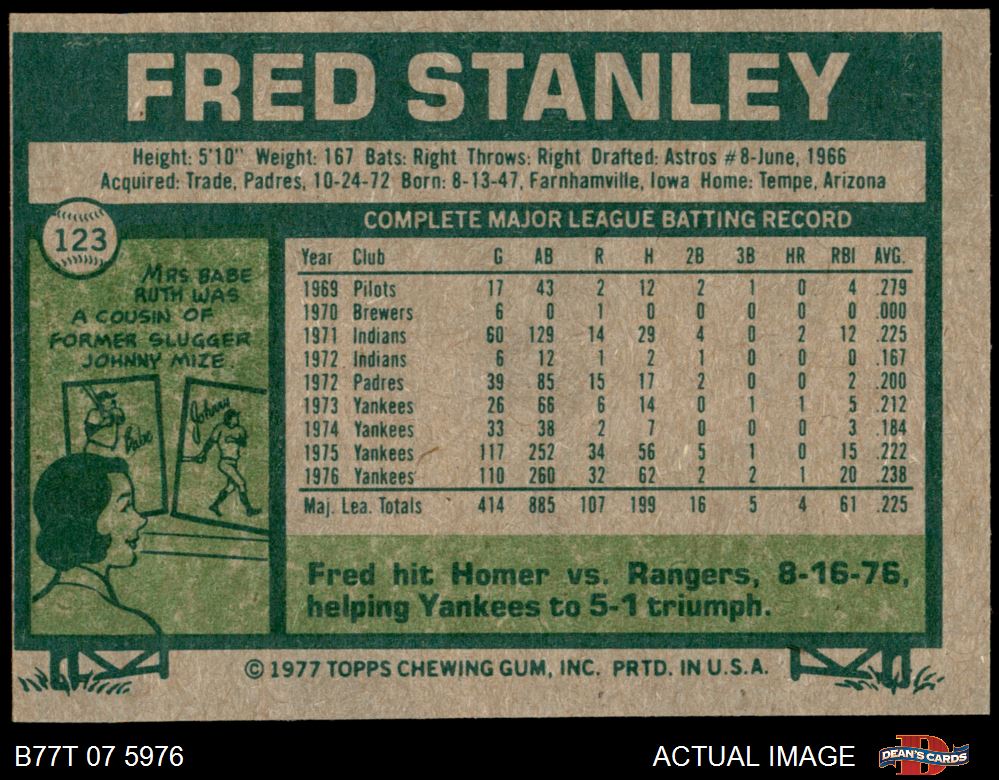 FRED STANLEY
Height: 5'10" Weight: 167 Bats: Right Throws: Right Drafted: Astros #8-June, 1966
Acquired: Trade, Padres, 10-24-72 Born: 8-13-47, Farnhamville, Iowa Home: Tempe, Arizona
123
MRS BABE
RUTH WAS
A COUSIN OF
FORMER SLUGGER
JOHNNY MIZE.
Babe
Johnny
COMPLETE MAJOR LEAGUE BATTING RECORD
Year Club G AB R H 2B 3B HR RBI AVG.
1969 Pilots 17 43 2 12 2 1 0 4 .279
1970 Brewers 6 0 1 0 0 0 0 0 .000
1971 Indians 60 129 14 29 4 0 2 12 .225
1972 Indians 6 12 1 2 1 0 0 0 .167
1972 Padres 39 85 15 17 2 0 0 2 .200
1973 Yankees 26 66 6 14 0 1 1 5 .212
1974 Yankees 33 38 2 7 0 0 0 3 .184
1975 Yankees 117 252 34 56 5 1 0 15 .222
1976 Yankees 110 260 32 62 2 2 1 20 .238
Maj. Lea. Totals 414 885 107 199 16 5 4 61 .225
Fred hit Homer vs. Rangers, 8-16-76,
helping Yankees to 5-1 triumph.
© 1977 TOPPS CHEWING GUM, INC. PRTD. IN U.S.A.
B77T 07 5976
ACTUAL IMAGE
D
DEAN'S CARDS